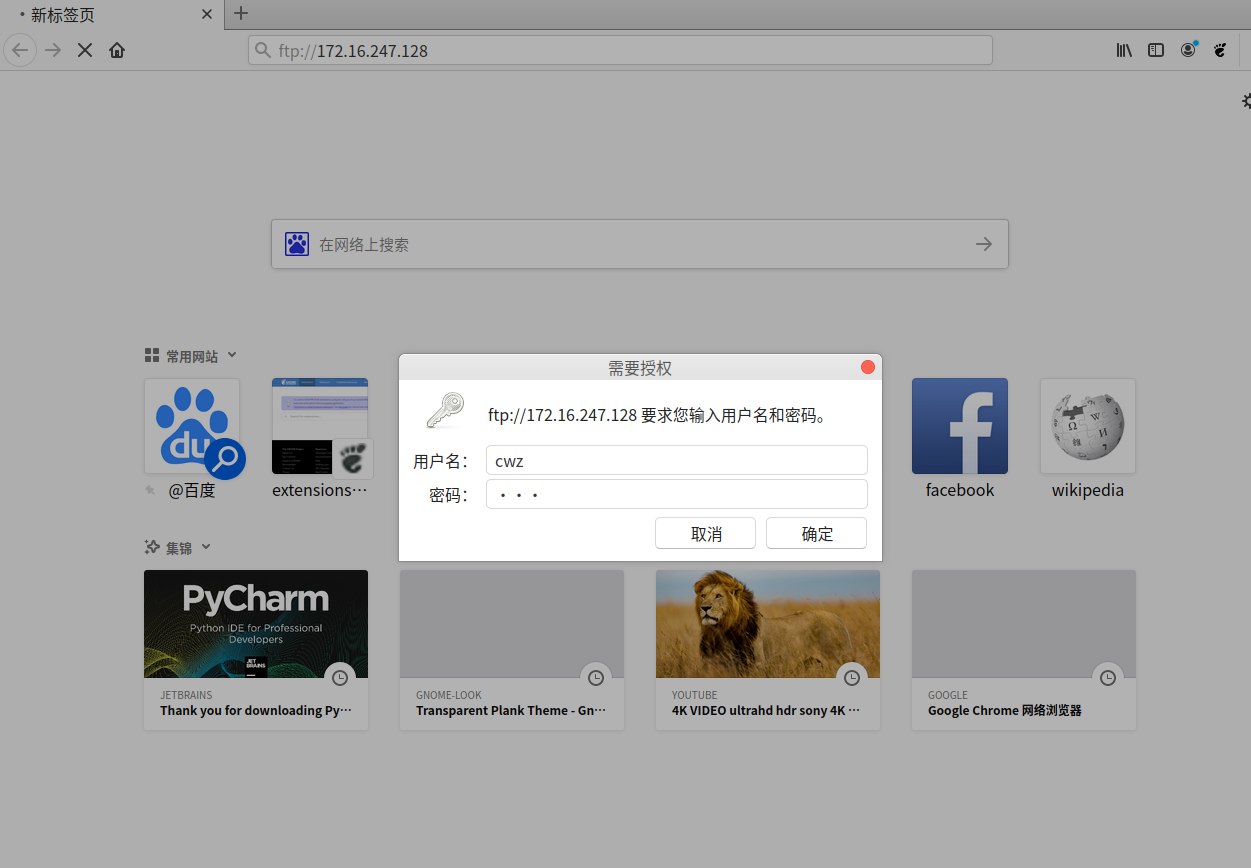 新标签页
ftp://172.16.247.128
在网络上搜索
常用网站
需要授权
ftp://172.16.247.128 要求您输入用户名和密码。
用户名：
cwz
密码：
取消
确定
du
@百度
extensions…
facebook
wikipedia
集锦
PyCharm
Python IDE for Professional
Developers
JET
BRAINS
JETBRAINS
Thank you for downloading Py…
GNOME-LOOK
Transparent Plank Theme - Gn…
YOUTUBE
4K VIDEO ultrahd hdr sony 4K …
GOOGLE
Google Chrome 网络浏览器